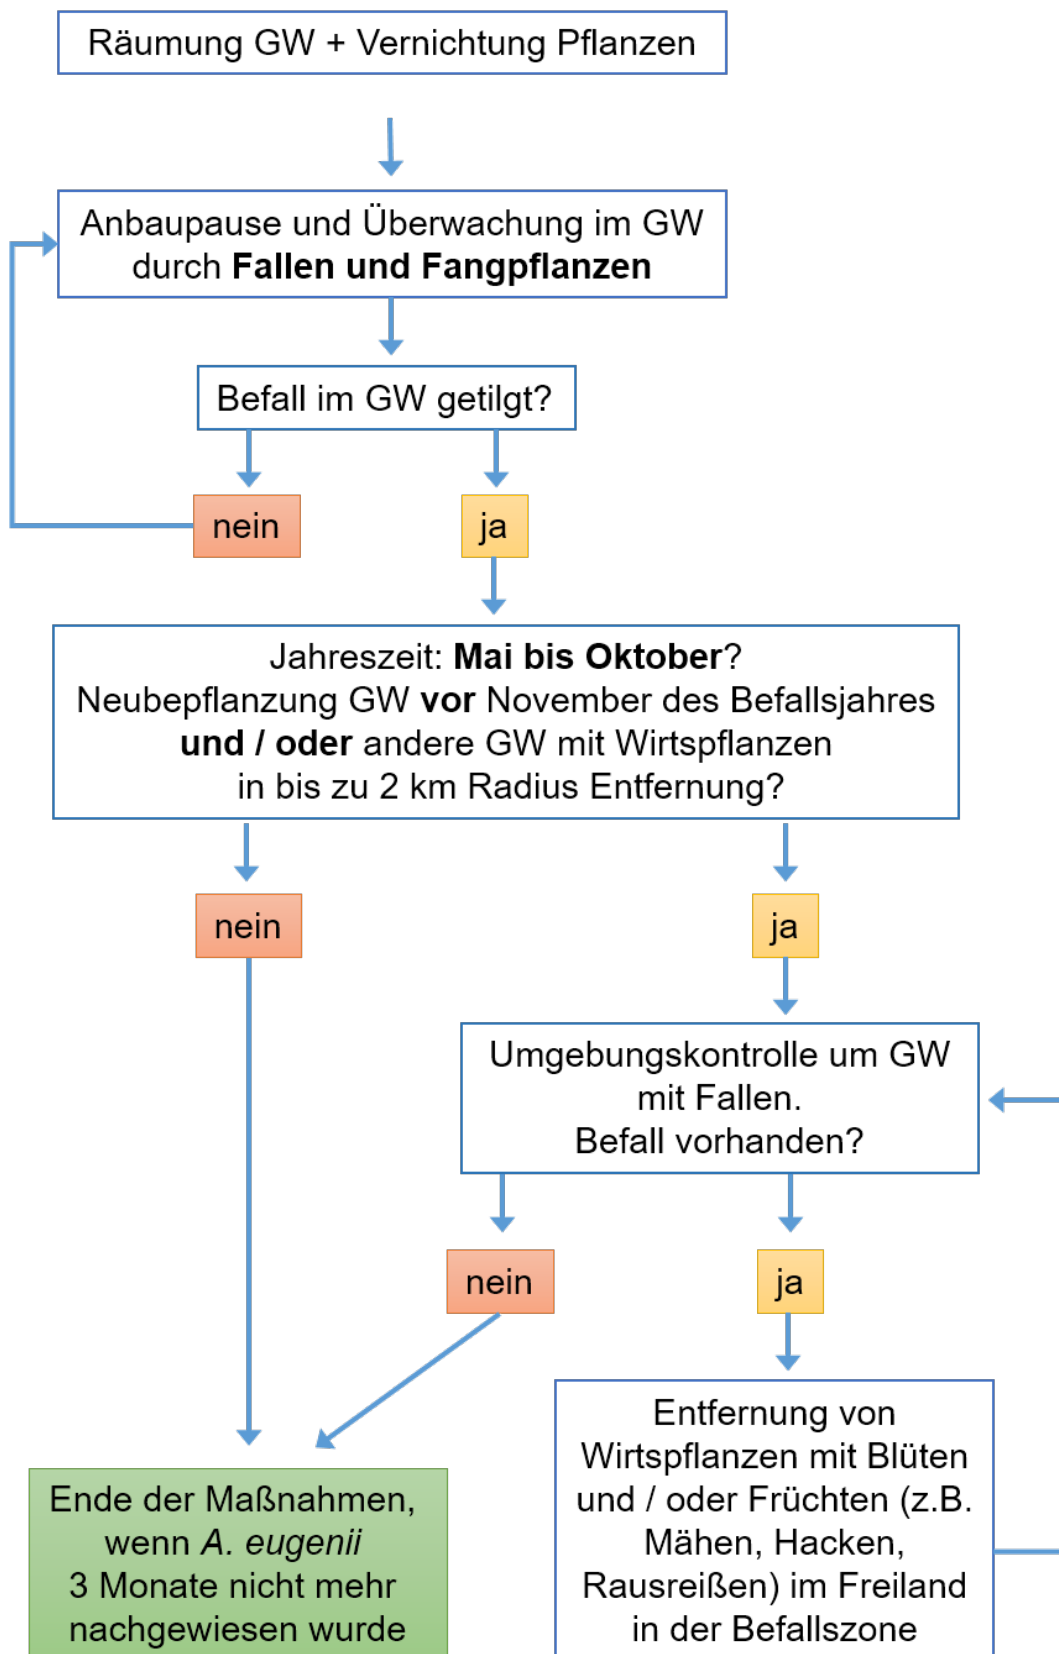 Räumung GW + Vernichtung Pflanzen
Anbaupause und Überwachung im GW
durch Fallen und Fangpflanzen
Befall im GW getilgt?
nein
ja
Jahreszeit: Mai bis Oktober?
Neubepflanzung GW vor November des Befallsjahres
und / oder andere GW mit Wirtspflanzen
in bis zu 2 km Radius Entfernung?
nein
ja
Umgebungskontrolle um GW
mit Fallen.
Befall vorhanden?
nein
ja
Entfernung von
Wirtspflanzen mit Blüten
und / oder Früchten (z.B.
Mähen, Hacken,
Rausreißen) im Freiland
in der Befallszone
Ende der Maßnahmen,
wenn A. eugenii
3 Monate nicht mehr
nachgewiesen wurde